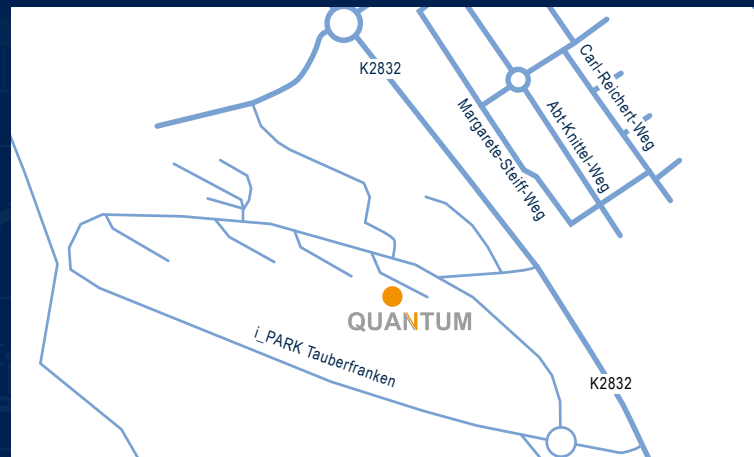 K2832
Carl-Reichert-Weg
Abt-Knittel-Weg
Margarete-Steiff-Weg
QUANTUM
i_PARK Tauberfranken
K2832